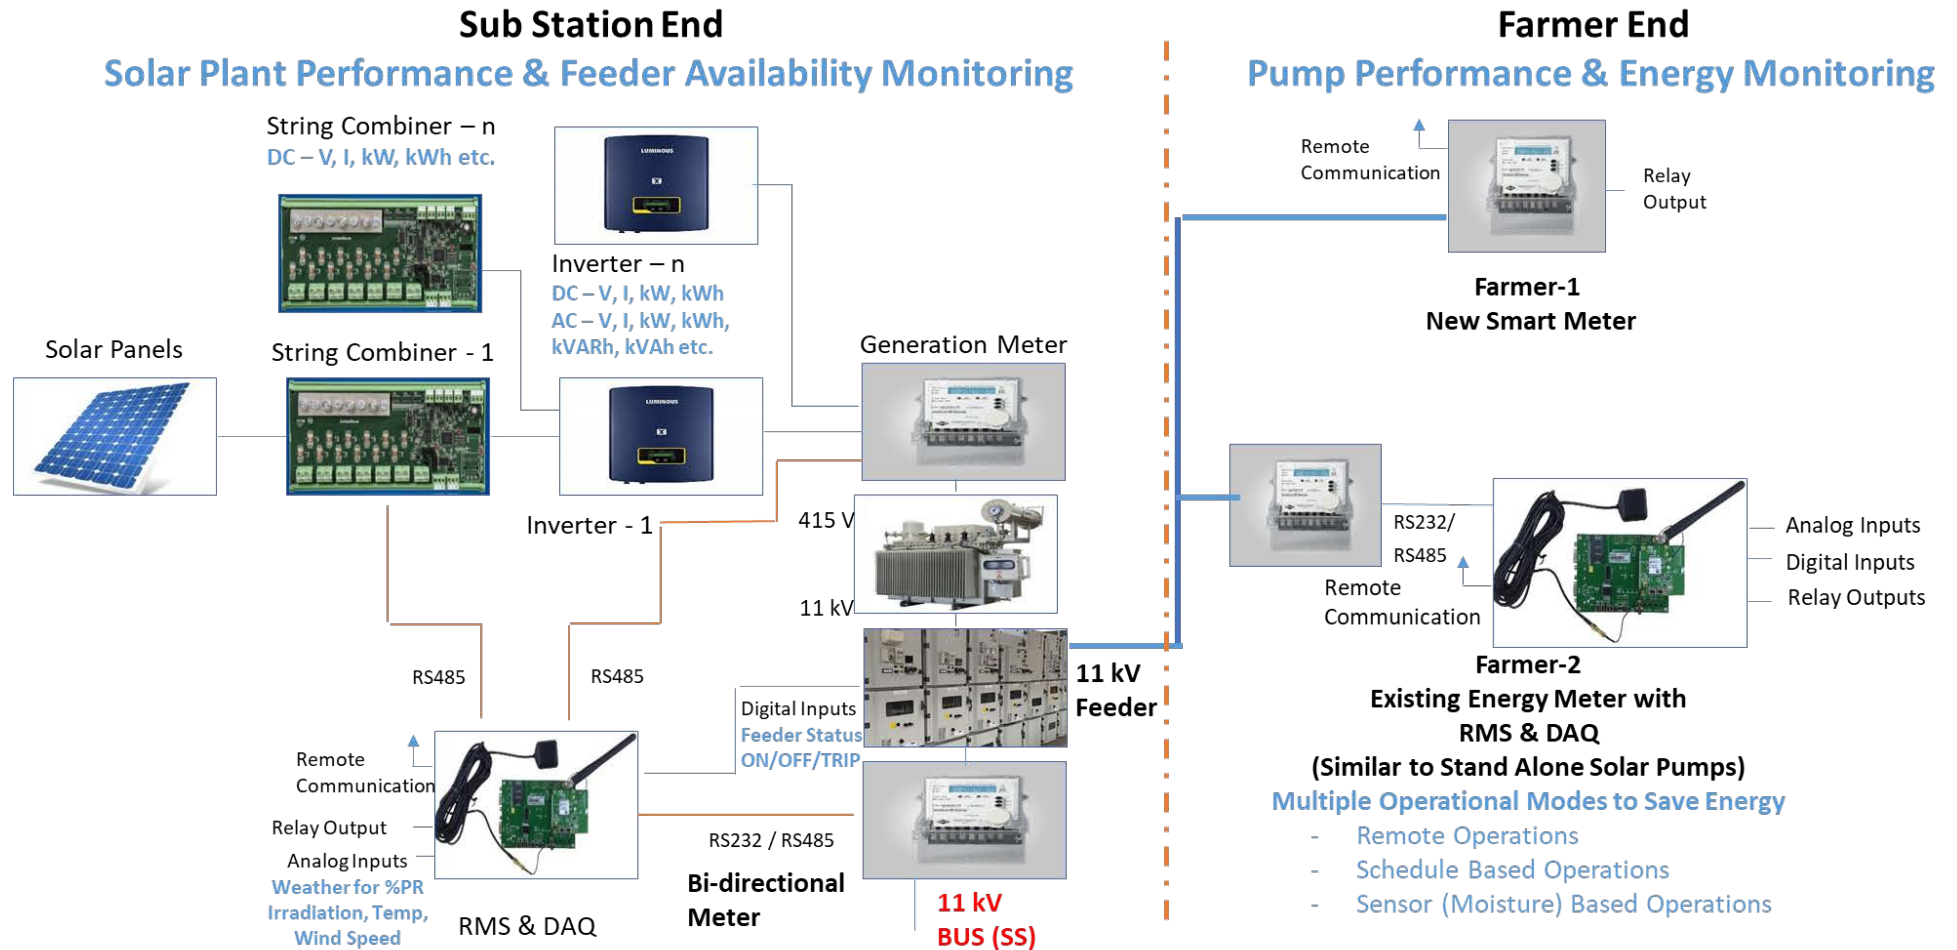 Sub Station End
Solar Plant Performance & Feeder Availability Monitoring
String Combiner – n
DC – V, I, kW, kWh etc.
LUMINOUS
Inverter – n
DC – V, I, kW, kWh
AC – V, I, kW, kWh,
kVARh, kVAh etc.
Solar Panels
String Combiner - 1
LUMINOUS
Inverter - 1
Generation Meter
415 V
11 kV
RS485
RS485
11 kV
Feeder
Digital Inputs
Feeder Status
ON/OFF/TRIP
Remote
Communication
Relay Output
Analog Inputs
Weather for %PR
Irradiation, Temp,
Wind Speed
RMS & DAQ
RS232 / RS485
Bi-directional
Meter
11 kV
BUS (SS)
Farmer End
Pump Performance & Energy Monitoring
Remote
Communication
Relay
Output
Farmer-1
New Smart Meter
RS232/
RS485
Remote
Communication
Analog Inputs
Digital Inputs
Relay Outputs
Farmer-2
Existing Energy Meter with
RMS & DAQ
(Similar to Stand Alone Solar Pumps)
Multiple Operational Modes to Save Energy
- Remote Operations
- Schedule Based Operations
- Sensor (Moisture) Based Operations